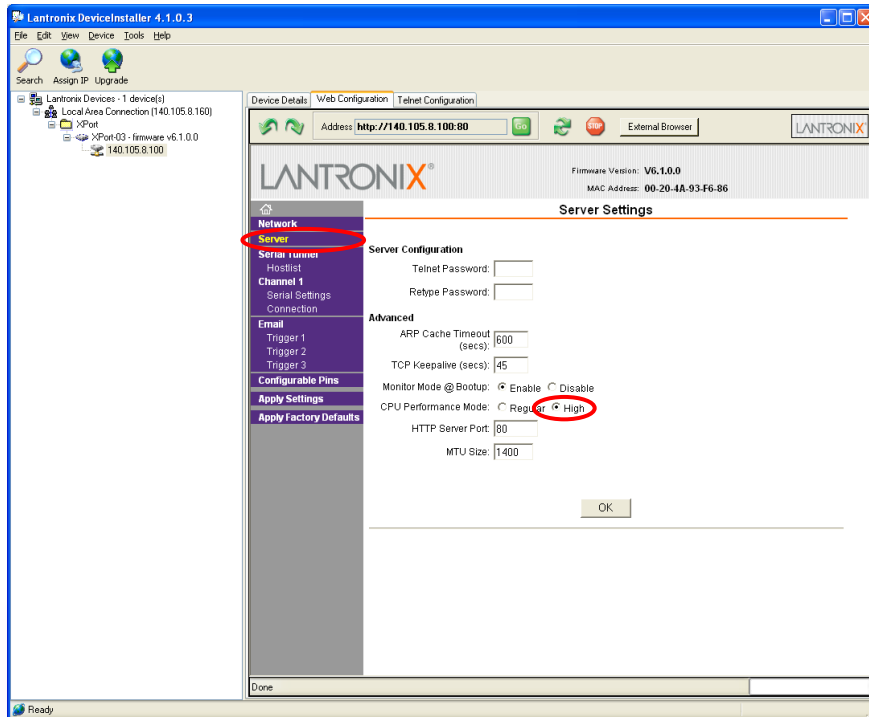 Lantronix DeviceInstaller 4.1.0.3
File Edit View Device Tools Help
Search Assign IP Upgrade
Lantronix Devices - 1 device(s)
Local Area Connection (140.105.8.160)
XPort
XPort-03 - firmware v6.1.0.0
140.105.8.100
Device Details Web Configuration Telnet Configuration
Address http://140.105.8.100:80 Go STOP External Browser LANTRONIX
LANTRONIX®
Firmware Version: V6.1.0.0
MAC Address: 00-20-4A-93-F6-86
Network
Server
Serial Tunnel
Hostlist
Channel 1
Serial Settings
Connection
Email
Trigger 1
Trigger 2
Trigger 3
Configurable Pins
Apply Settings
Apply Factory Defaults
Server Settings
Server Configuration
Telnet Password:
Retype Password:
Advanced
ARP Cache Timeout (secs): 600
TCP Keepalive (secs): 45
Monitor Mode @ Bootup: Enable Disable
CPU Performance Mode: Regular High
HTTP Server Port: 80
MTU Size: 1400
OK
Done
Ready